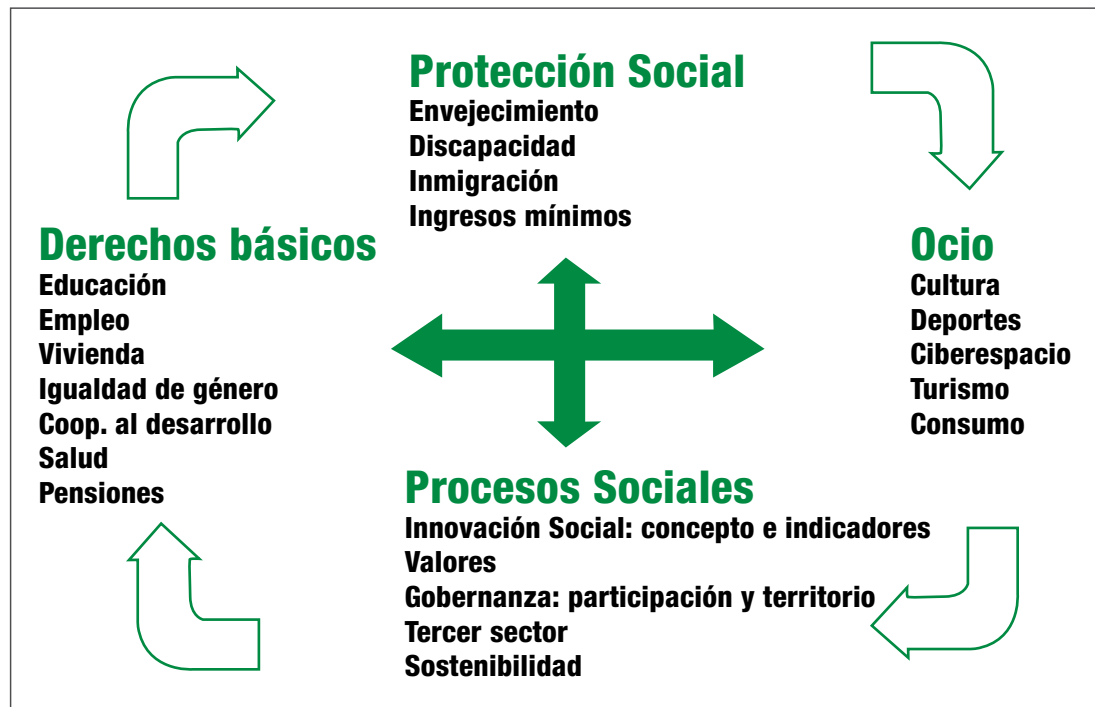 Protección Social
Envejecimiento
Discapacidad
Inmigración
Ingresos mínimos
Derechos básicos
Educación
Empleo
Vivienda
Igualdad de género
Coop. al desarrollo
Salud
Pensiones
Ocio
Cultura
Deportes
Ciberespacio
Turismo
Consumo
Procesos Sociales
Innovación Social: concepto e indicadores
Valores
Gobernanza: participación y territorio
Tercer sector
Sostenibilidad